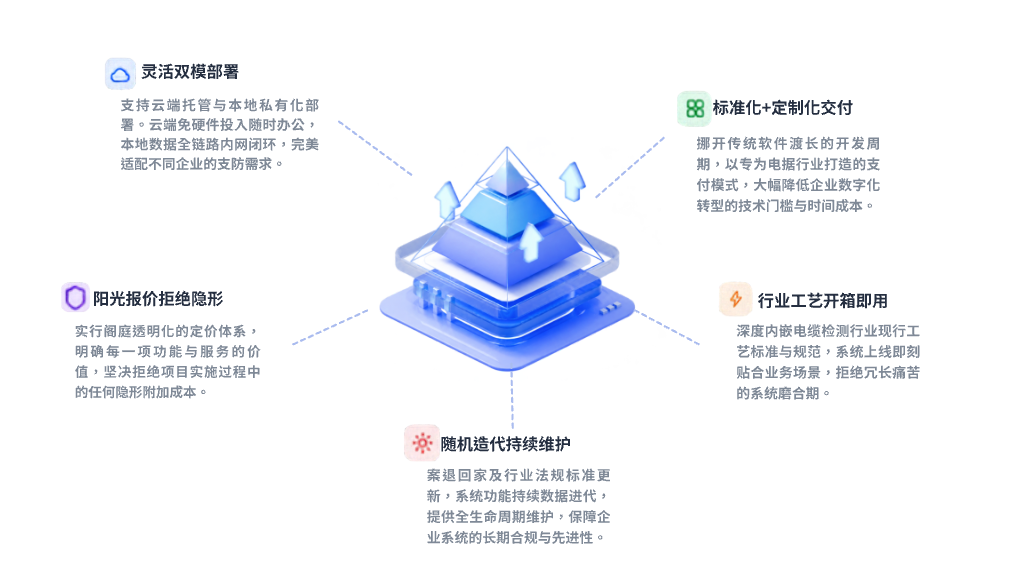 灵活双模部署
支持云端托管与本地私有化部
署。云端免硬件投入随时办公，
本地数据全链路内网闭环，完美
适配不同企业的支防需求。
标准化+定制化交付
挪开传统软件渡长的开发周
期，以专为电据行业打造的支
付模式，大幅降低企业数字化
转型的技术门槛与时间成本。
阳光报价拒绝隐形
实行阁庭透明化的定价体系，
明确每一项功能与服务的价
值，坚决拒绝项目实施过程中
的任何隐形附加成本。
行业工艺开箱即用
深度内嵌电缆检测行业现行工
艺标准与规范，系统上线即刻
贴合业务场景，拒绝冗长痛苦
的系统磨合期。
随机造代持续维护
案退回家及行业法规标准更
新，系统功能持续数据进代，
提供全生命周期维护，保障企
业系统的长期合规与先进性。